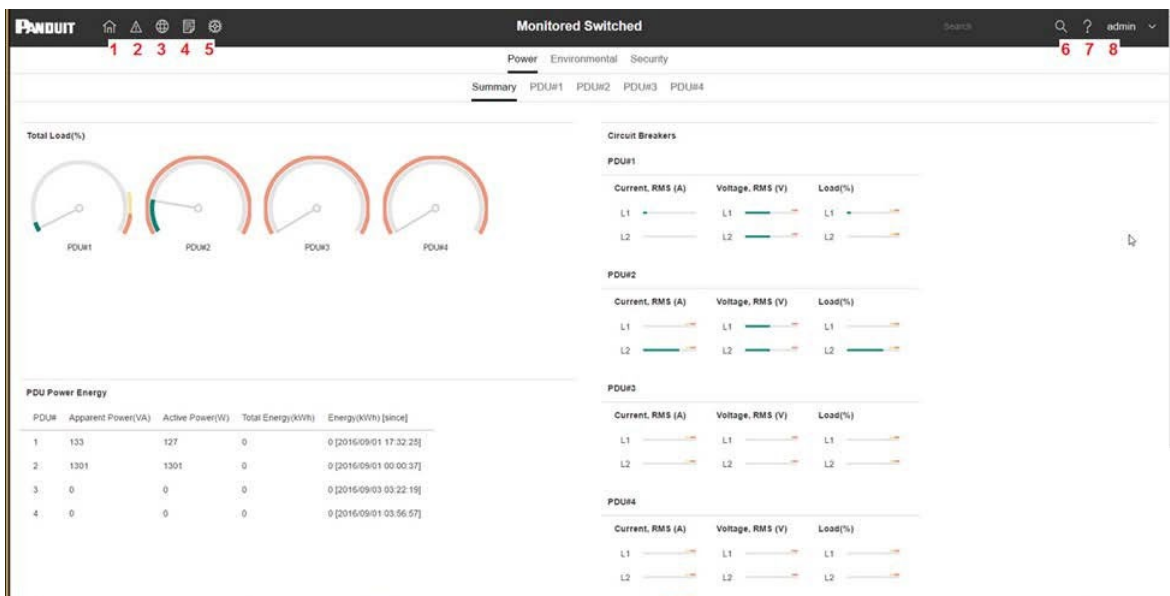 PANDUIT Monitored Switched Search admin
1 2 3 4 5 6 7 8
Power Environmental Security
Summary PDU#1 PDU#2 PDU#3 PDU#4
Total Load(%)
PDU#1 PDU#2 PDU#3 PDU#4
PDU Power Energy
PDU# Apparent Power(VA) Active Power(W) Total Energy(kWh) Energy(kWh) [since]
1 133 127 0 0 [2016/09/01 17:32:25]
2 1301 1301 0 0 [2016/09/01 00:00:37]
3 0 0 0 0 [2016/09/03 03:22:19]
4 0 0 0 0 [2016/09/01 03:56:57]
Circuit Breakers
PDU#1
Current, RMS (A) Voltage, RMS (V) Load(%)
L1 L1 L1
L2 L2 L2
PDU#2
Current, RMS (A) Voltage, RMS (V) Load(%)
L1 L1 L1
L2 L2 L2
PDU#3
Current, RMS (A) Voltage, RMS (V) Load(%)
L1 L1 L1
L2 L2 L2
PDU#4
Current, RMS (A) Voltage, RMS (V) Load(%)
L1 L1 L1
L2 L2 L2